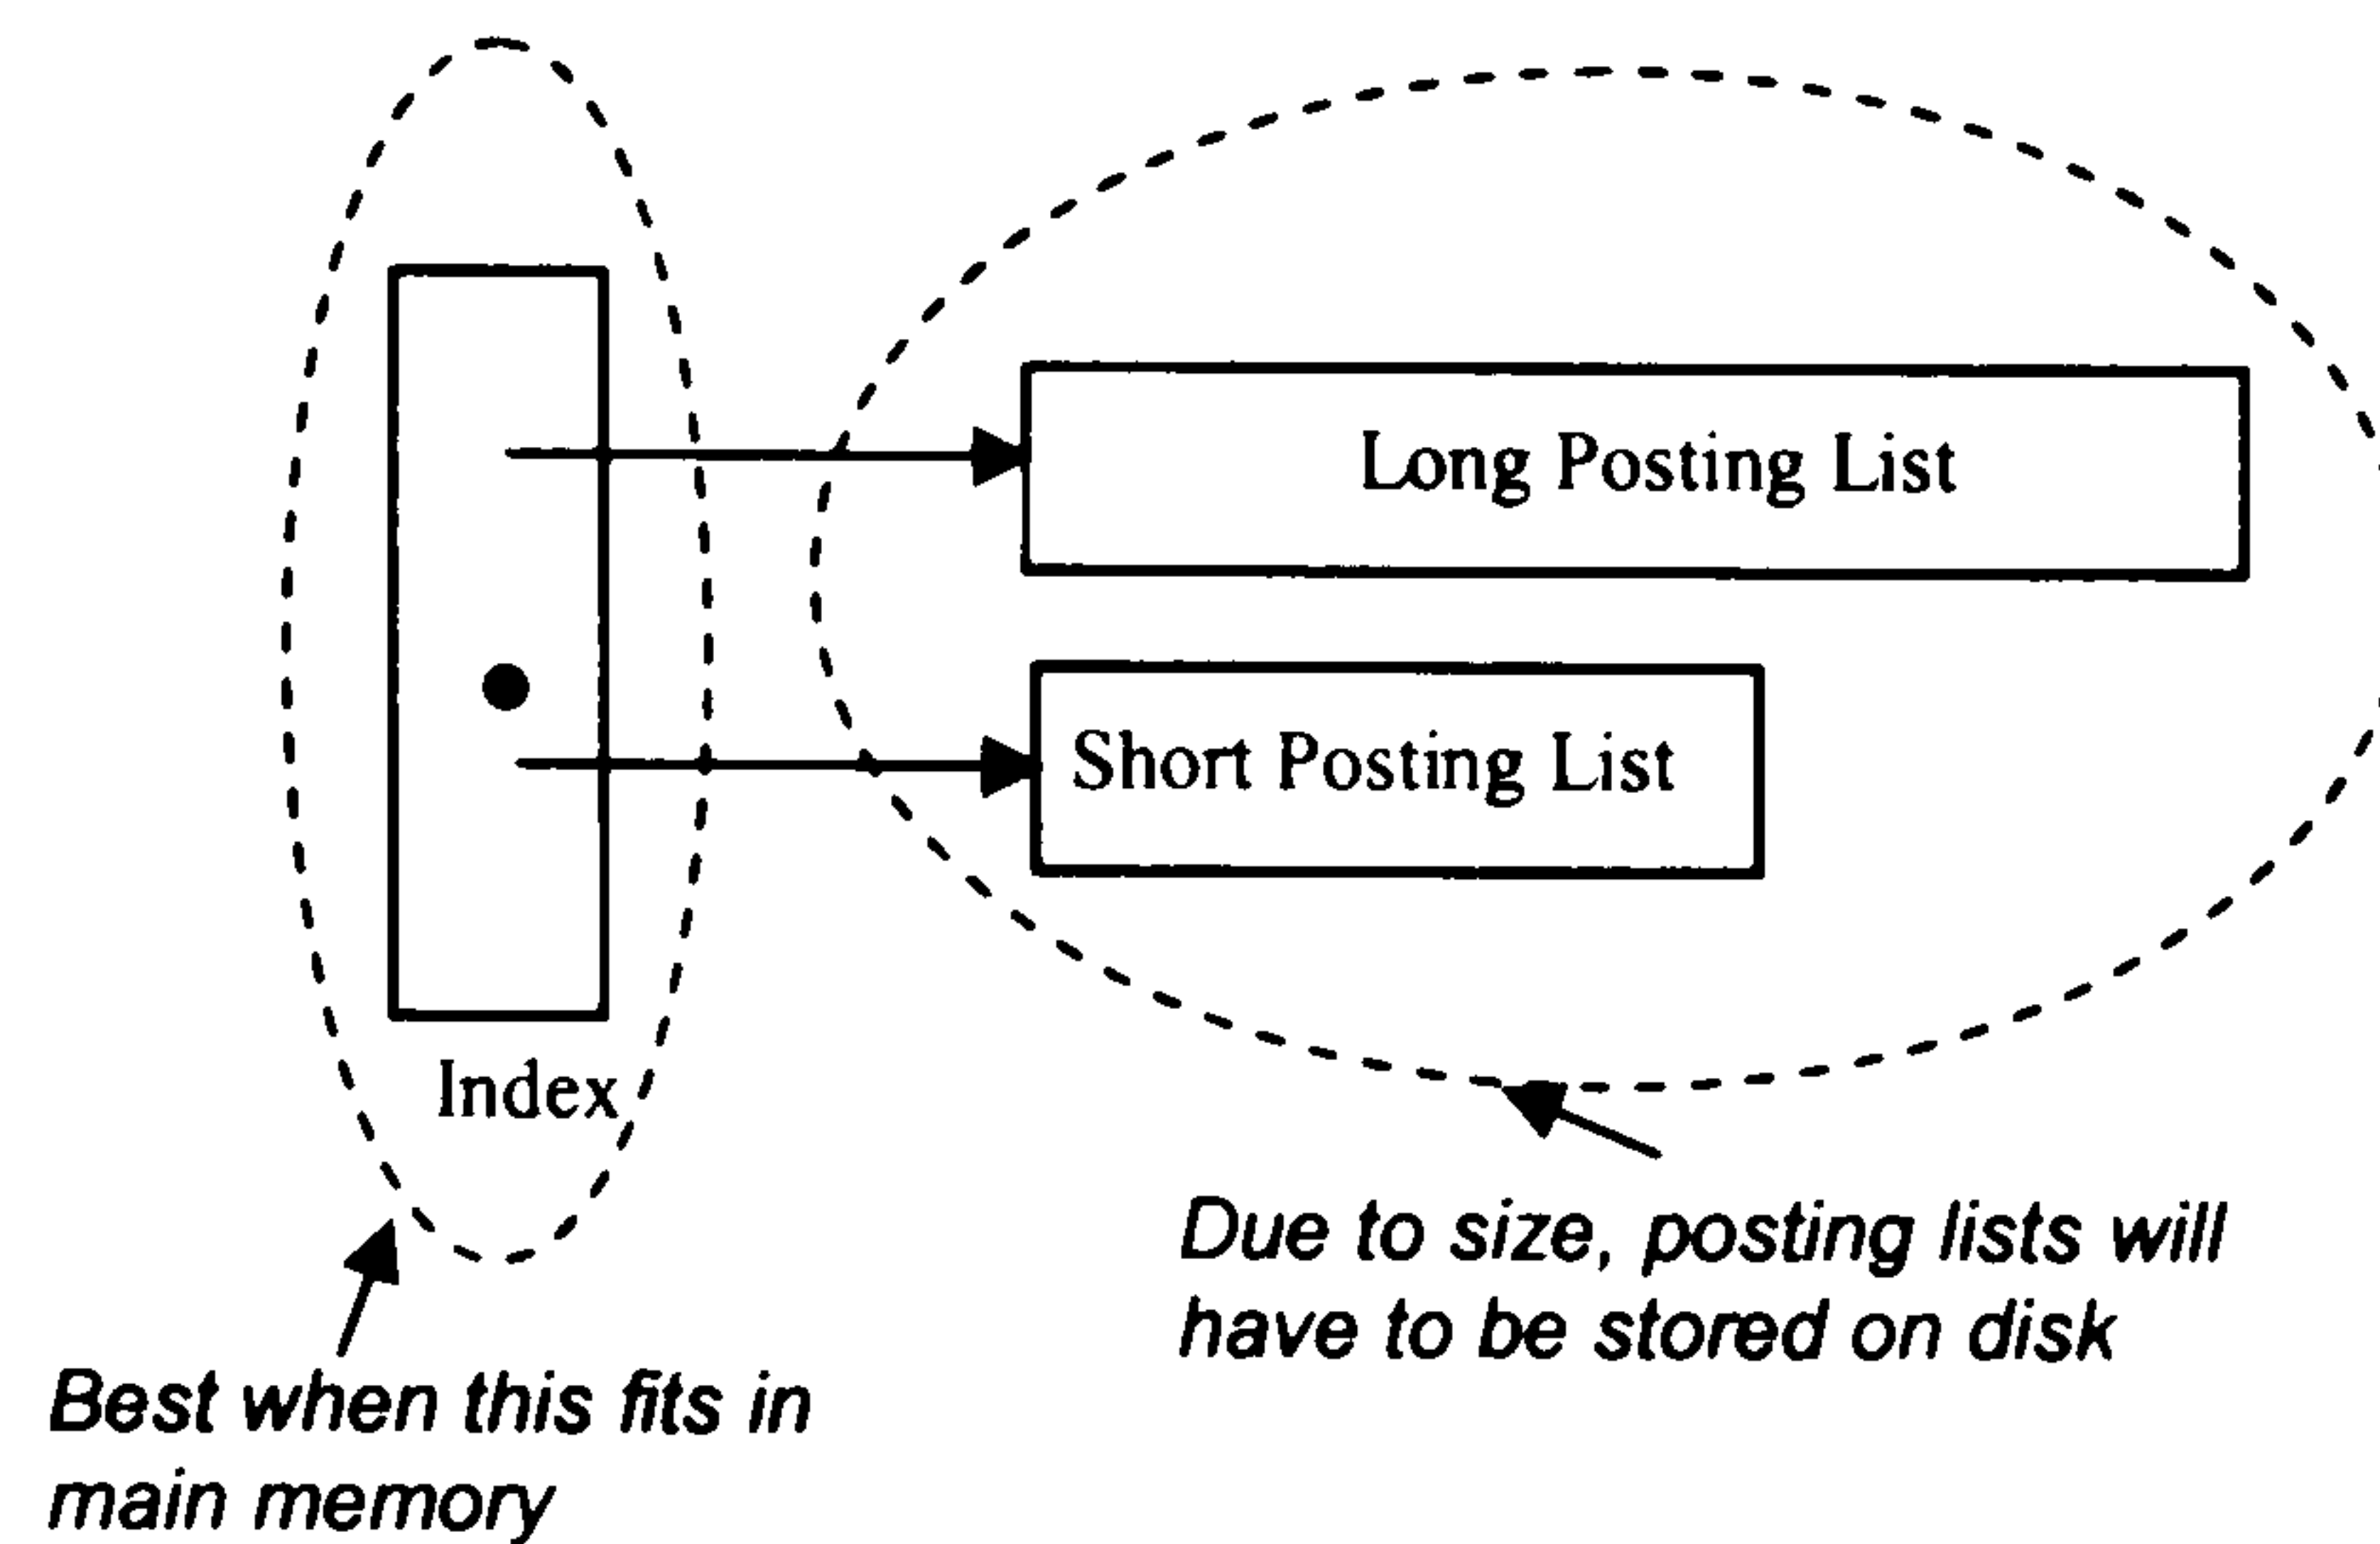 Long Posting List
Short Posting List
Index
Due to size, posting lists will
have to be stored on disk
Best when this fits in
main memory